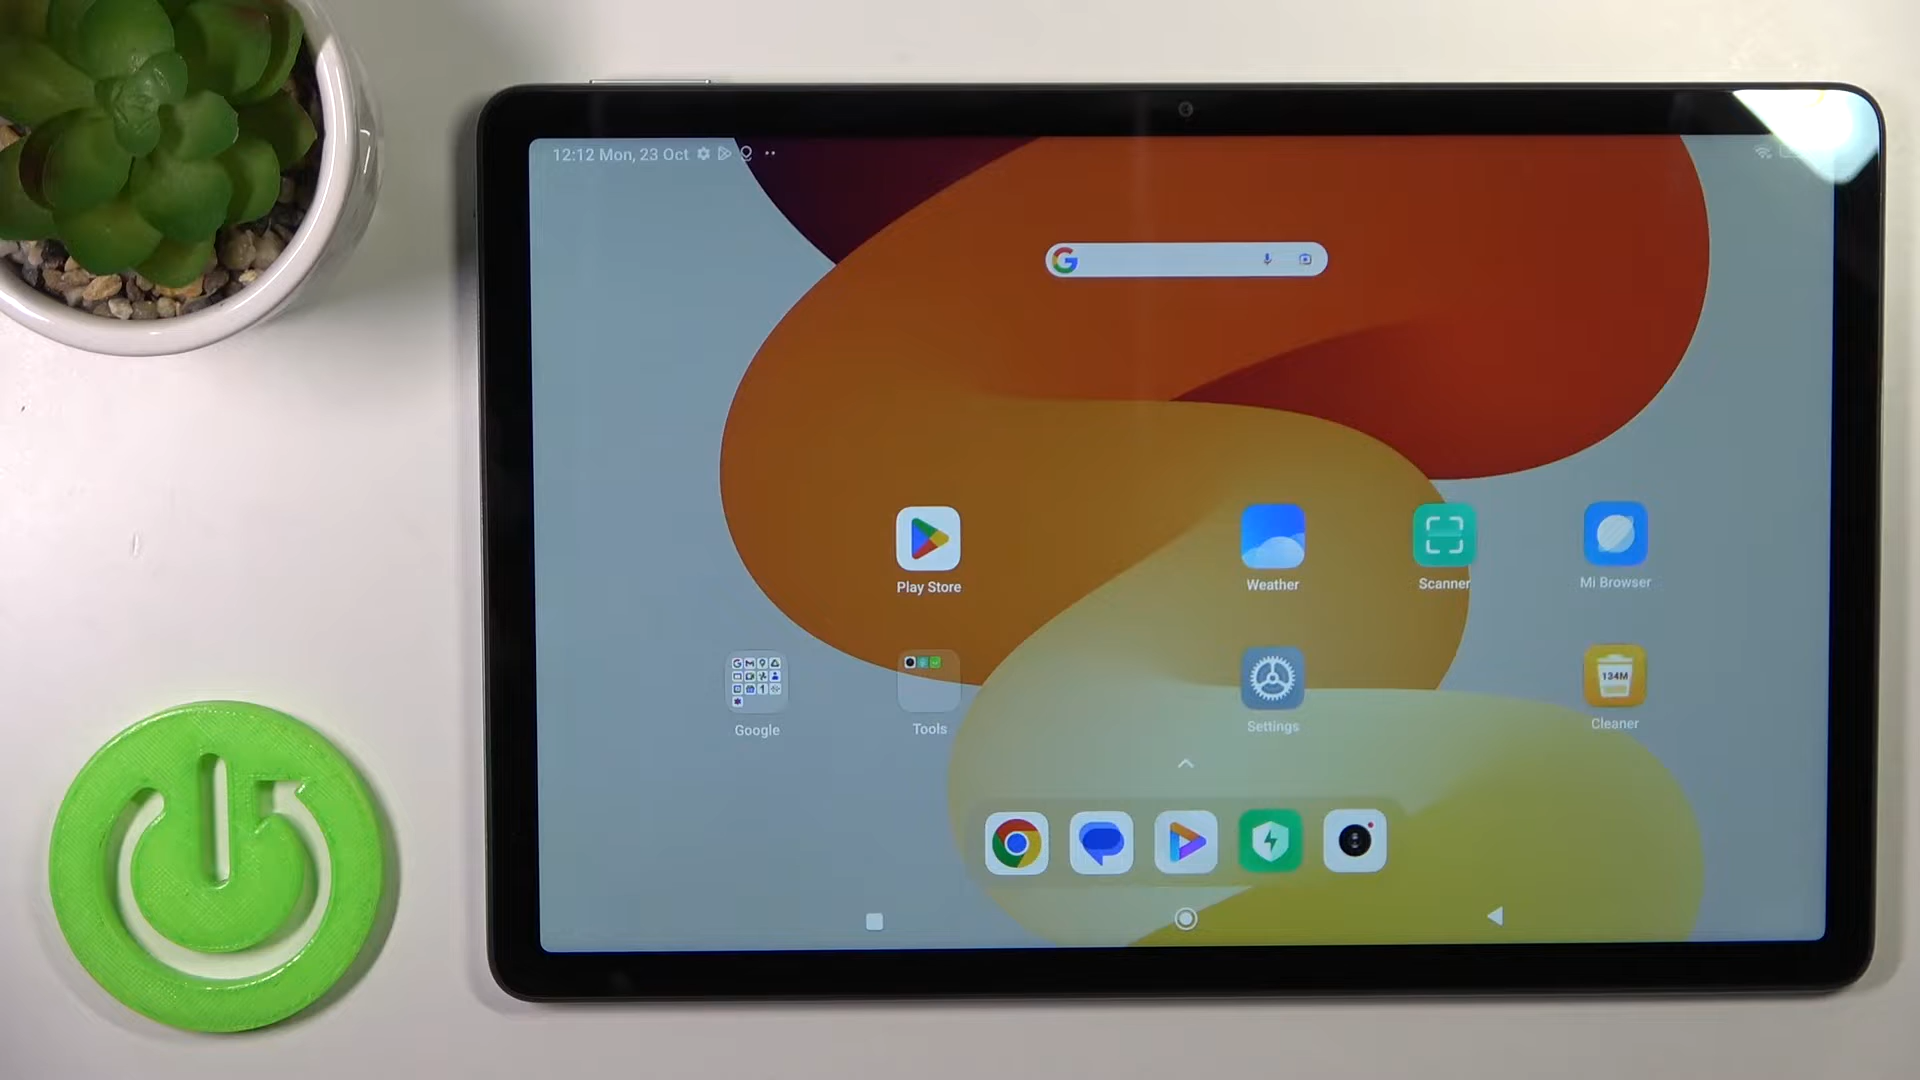 12:12 Mon, 23 Oct
Play Store
Weather
Scanner
Mi Browser
134M
Google
Tools
Settings
Cleaner